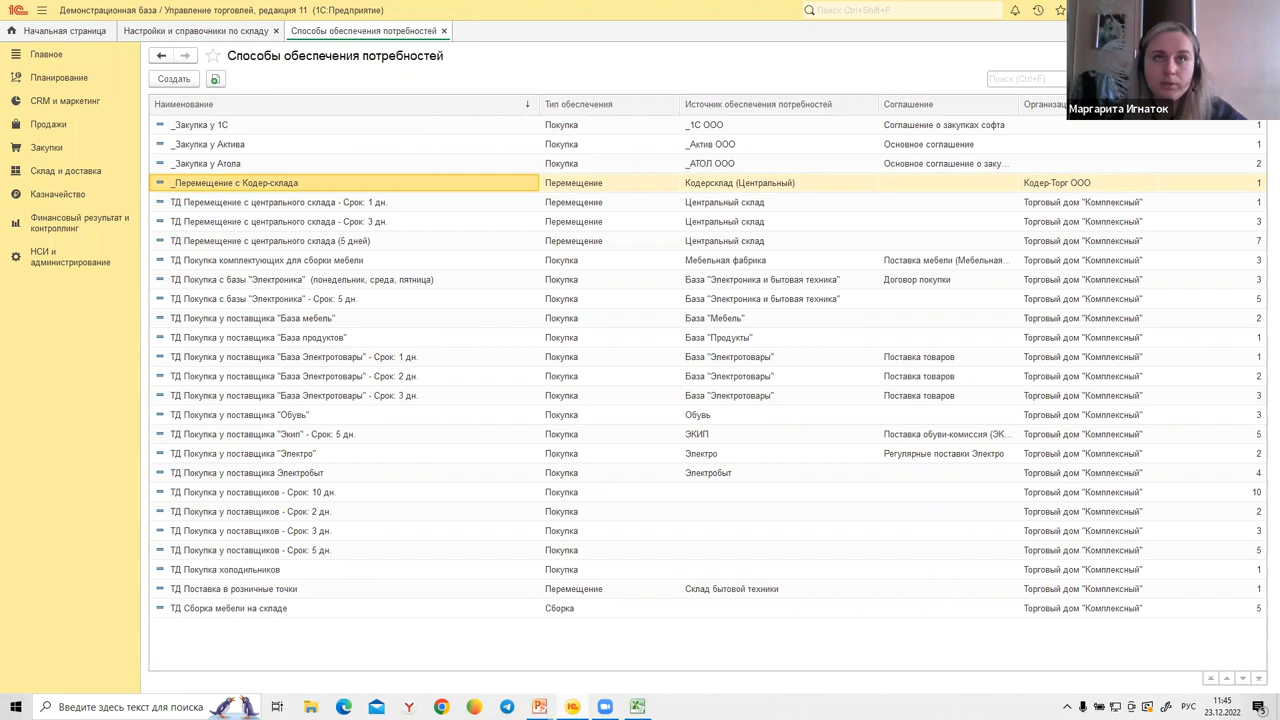 Демонстрационная база / Управление торговлей, редакция 11 (1С:Предприятие)
Поиск Ctrl+Shift+F
Начальная страница
Настройки и справочники по складу ×
Способы обеспечения потребностей ×
Главное
Планирование
CRM и маркетинг
Продажи
Закупки
Склад и доставка
Казначейство
Финансовый результат и
контроллинг
НСИ и
администрирование
Способы обеспечения потребностей
Создать
Поиск (Ctrl+F)
Маргарита Игнаток
Наименование Тип обеспечения Источник обеспечения потребностей Соглашение
_Закупка у 1С Покупка _1С ООО Соглашение о закупках софта 1
_Закупка у Актива Покупка _Актив ООО Основное соглашение 1
_Закупка у Атола Покупка _АТОЛ ООО Основное соглашение о заку... 2
_Перемещение с Кодер-склада Перемещение Кодерсклад (Центральный) Кодер-Торг ООО 1
ТД Перемещение с центрального склада - Срок: 1 дн. Перемещение Центральный склад Торговый дом "Комплексный" 1
ТД Перемещение с центрального склада - Срок: 3 дн. Перемещение Центральный склад Торговый дом "Комплексный" 3
ТД Перемещение с центрального склада (5 дней) Перемещение Центральный склад Торговый дом "Комплексный" 7
ТД Покупка комплектующих для сборки мебели Покупка Мебельная фабрика Поставка мебели (Мебельная... Торговый дом "Комплексный" 3
ТД Покупка с базы "Электроника" (понедельник, среда, пятница) Покупка База "Электроника и бытовая техника" Договор покупки Торговый дом "Комплексный" 3
ТД Покупка с базы "Электроника" - Срок: 5 дн. Покупка База "Электроника и бытовая техника" Торговый дом "Комплексный" 5
ТД Покупка у поставщика "База мебель" Покупка База "Мебель" Торговый дом "Комплексный" 2
ТД Покупка у поставщика "База продуктов" Покупка База "Продукты" Торговый дом "Комплексный" 1
ТД Покупка у поставщика "База Электротовары" - Срок: 1 дн. Покупка База "Электротовары" Поставка товаров Торговый дом "Комплексный" 1
ТД Покупка у поставщика "База Электротовары" - Срок: 2 дн. Покупка База "Электротовары" Поставка товаров Торговый дом "Комплексный" 2
ТД Покупка у поставщика "База Электротовары" - Срок: 3 дн. Покупка База "Электротовары" Поставка товаров Торговый дом "Комплексный" 3
ТД Покупка у поставщика "Обувь" Покупка Обувь Торговый дом "Комплексный" 3
ТД Покупка у поставщика "Экип" - Срок: 5 дн. Покупка ЭКИП Поставка обуви-комиссия (ЭК... Торговый дом "Комплексный" 5
ТД Покупка у поставщика "Электро" Покупка Электро Регулярные поставки Электро Торговый дом "Комплексный" 2
ТД Покупка у поставщика Электробыт Покупка Электробыт Торговый дом "Комплексный" 4
ТД Покупка у поставщиков - Срок: 10 дн. Покупка Торговый дом "Комплексный" 10
ТД Покупка у поставщиков - Срок: 2 дн. Покупка Торговый дом "Комплексный" 2
ТД Покупка у поставщиков - Срок: 3 дн. Покупка Торговый дом "Комплексный" 3
ТД Покупка у поставщиков - Срок: 5 дн. Покупка Торговый дом "Комплексный" 5
ТД Покупка холодильников Покупка Торговый дом "Комплексный" 1
ТД Поставка в розничные точки Перемещение Склад бытовой техники Торговый дом "Комплексный" 1
ТД Сборка мебели на складе Сборка Торговый дом "Комплексный" 5
Введите здесь текст для поиска
РУС
11:45
23.12.2022
5